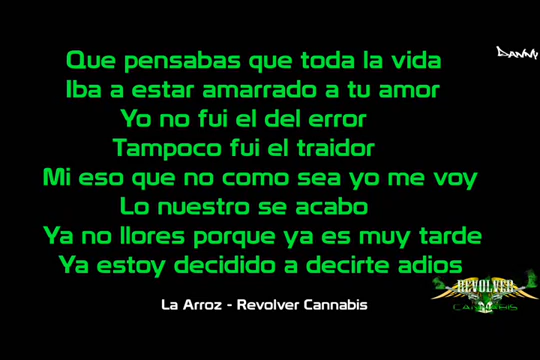 Que pensabas que toda la vida
Danny
Iba a estar amarrado a tu amor
Yo no fui el del error
Tampoco fui el traidor
Mi eso que no como sea yo me voy
Lo nuestro se acabo
Ya no llores porque ya es muy tarde
Ya estoy decidido a decirte adios
REVOLVER
CANNABIS
La Arroz - Revolver Cannabis